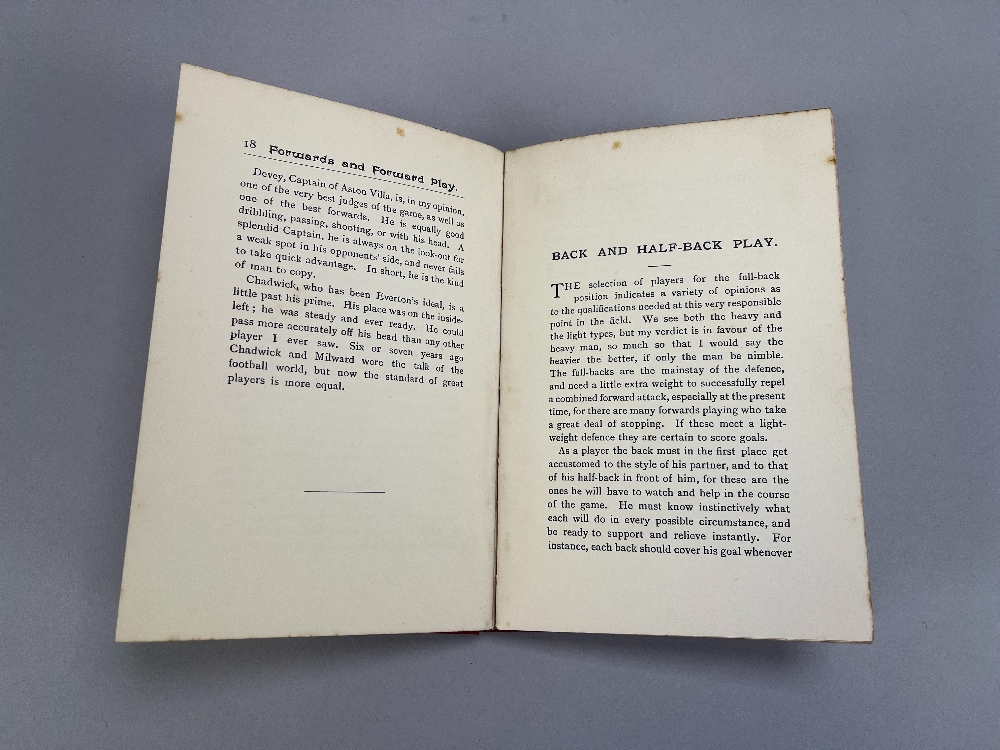 18 Forwards and Forward Play.
Devey, Captain of Aston Villa, is, in my opinion,
one of the very best judges of the game, as well as
one of the best forwards. He is equally good
dribbling, passing, shooting, or with his head. A
splendid Captain, he is always on the look-out for
a weak spot in his opponents' side, and never fails
to take quick advantage. In short, he is the kind
of man to copy.
Chadwick, who has been Everton's ideal, is a
little past his prime. His place was on the inside-
left; he was steady and ever ready. He could
pass more accurately off his head than any other
player I ever saw. Six or seven years ago
Chadwick and Milward were the talk of the
football world, but now the standard of great
players is more equal.
BACK AND HALF-BACK PLAY.
THE selection of players for the full-back
position indicates a variety of opinions as
to the qualifications needed at this very responsible
point in the field. We see both the heavy and
the light types, but my verdict is in favour of the
heavy man, so much so that I would say the
heavier the better, if only the man be nimble.
The full-backs are the mainstay of the defence,
and need a little extra weight to successfully repel
a combined forward attack, especially at the present
time, for there are many forwards playing who take
a great deal of stopping. If these meet a light-
weight defence they are certain to score goals.
As a player the back must in the first place get
accustomed to the style of his partner, and to that
of his half-back in front of him, for these are the
ones he will have to watch and help in the course
of the game. He must know instinctively what
each will do in every possible circumstance, and
be ready to support and relieve instantly. For
instance, each back should cover his goal whenever